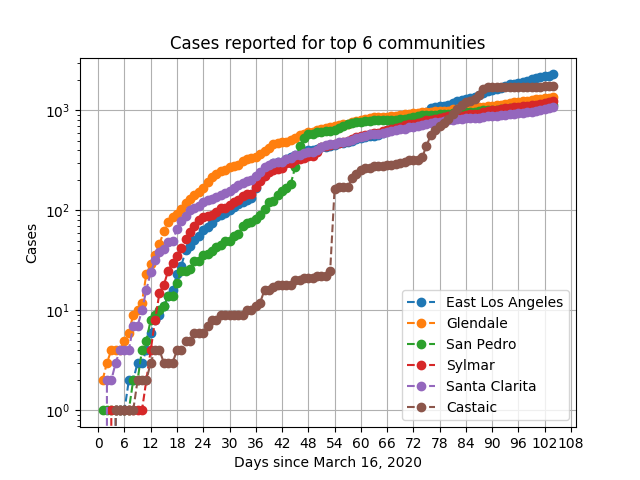 Cases reported for top 6 communities
Cases
10³
10²
10¹
10⁰
East Los Angeles
Glendale
San Pedro
Sylmar
Santa Clarita
Castaic
0 6 12 18 24 30 36 42 48 54 60 66 72 78 84 90 96 102 108
Days since March 16, 2020